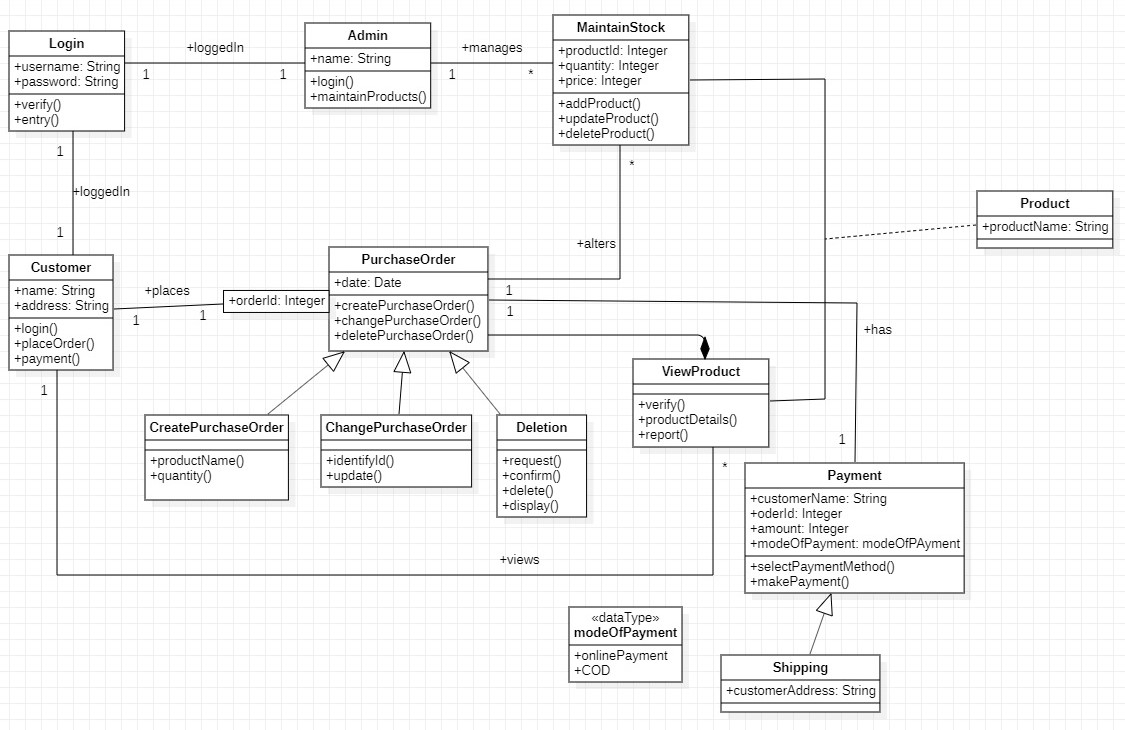 Login
+username: String
+password: String
+verify()
+entry()
+loggedIn
1
1
Admin
+name: String
+login()
+maintainProducts()
+manages
1
*
MaintainStock
+productId: Integer
+quantity: Integer
+price: Integer
+addProduct()
+updateProduct()
+deleteProduct()
1
+loggedIn
1
*
+alters
1
Product
+productName: String
Customer
+name: String
+address: String
+login()
+placeOrder()
+payment()
+places
1
1
+orderId: Integer
PurchaseOrder
+date: Date
+createPurchaseOrder()
+changePurchaseOrder()
+deletePurchaseOrder()
1
+has
1
ViewProduct
+verify()
+productDetails()
+report()
CreatePurchaseOrder
+productName()
+quantity()
ChangePurchaseOrder
+identifyId()
+update()
Deletion
+request()
+confirm()
+delete()
+display()
1
+views
*
Payment
+customerName: String
+oderId: Integer
+amount: Integer
+modeOfPayment: modeOfPAyment
+selectPaymentMethod()
+makePayment()
«dataType»
modeOfPayment
+onlinePayment
+COD
Shipping
+customerAddress: String